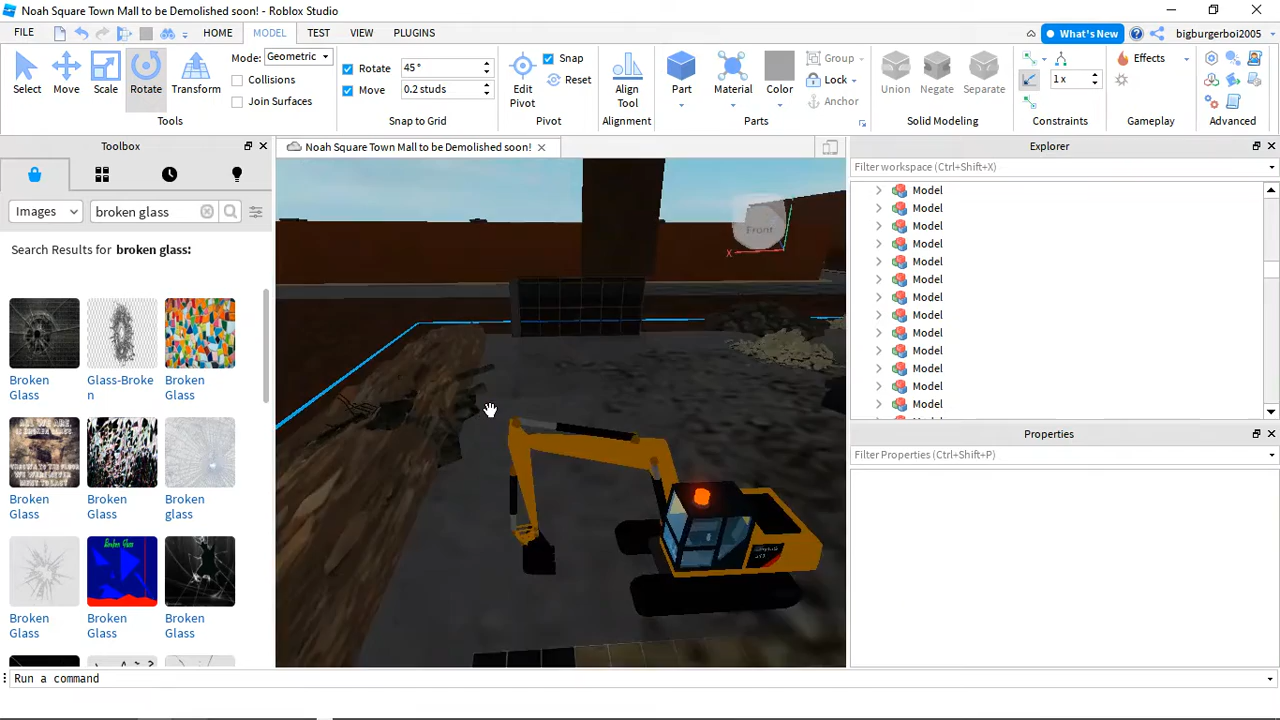 Noah Square Town Mall to be Demolished soon! - Roblox Studio
FILE
HOME
MODEL
TEST
VIEW
PLUGINS
What's New
bigburgerboi2005
Select
Move
Scale
Rotate
Transform
Mode:
Geometric
Collisions
Join Surfaces
Tools
Rotate
45 °
Move
0.2 studs
Snap to Grid
Edit
Pivot
Snap
Reset
Pivot
Align
Tool
Alignment
Part
Material
Color
Group
Lock
Anchor
Parts
Union
Negate
Separate
Solid Modeling
1 x
Constraints
Effects
Gameplay
Advanced
Toolbox
Images
broken glass
Search Results for broken glass:
Broken
Glass
Glass-Broke
n
Broken
Glass
Broken
Glass
Broken
Glass
Broken
glass
Broken
Glass
Broken
Glass
Broken
Glass
Noah Square Town Mall to be Demolished soon!
Front
X
Explorer
Filter workspace (Ctrl+Shift+X)
Model
Model
Model
Model
Model
Model
Model
Model
Model
Model
Model
Model
Model
Properties
Filter Properties (Ctrl+Shift+P)
Run a command